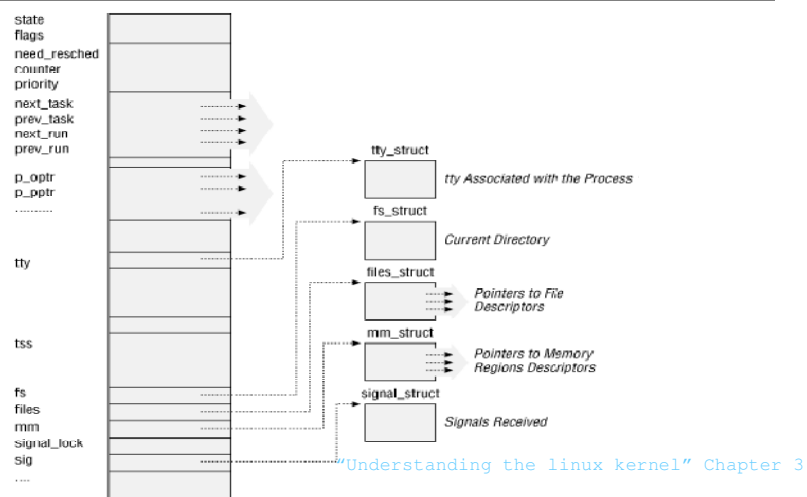 state
flags
need_resched
counter
priority
next_task
prev_task
next_run
prev_run
p_optr
p_pptr
..........
tty
tss
fs
files
mm
signal_lock
sig
....
tty_struct
tty Associated with the Process
fs_struct
Current Directory
files_struct
Pointers to File
Descriptors
mm_struct
Pointers to Memory
Regions Descriptors
signal_struct
Signals Received
“Understanding the linux kernel” Chapter 3